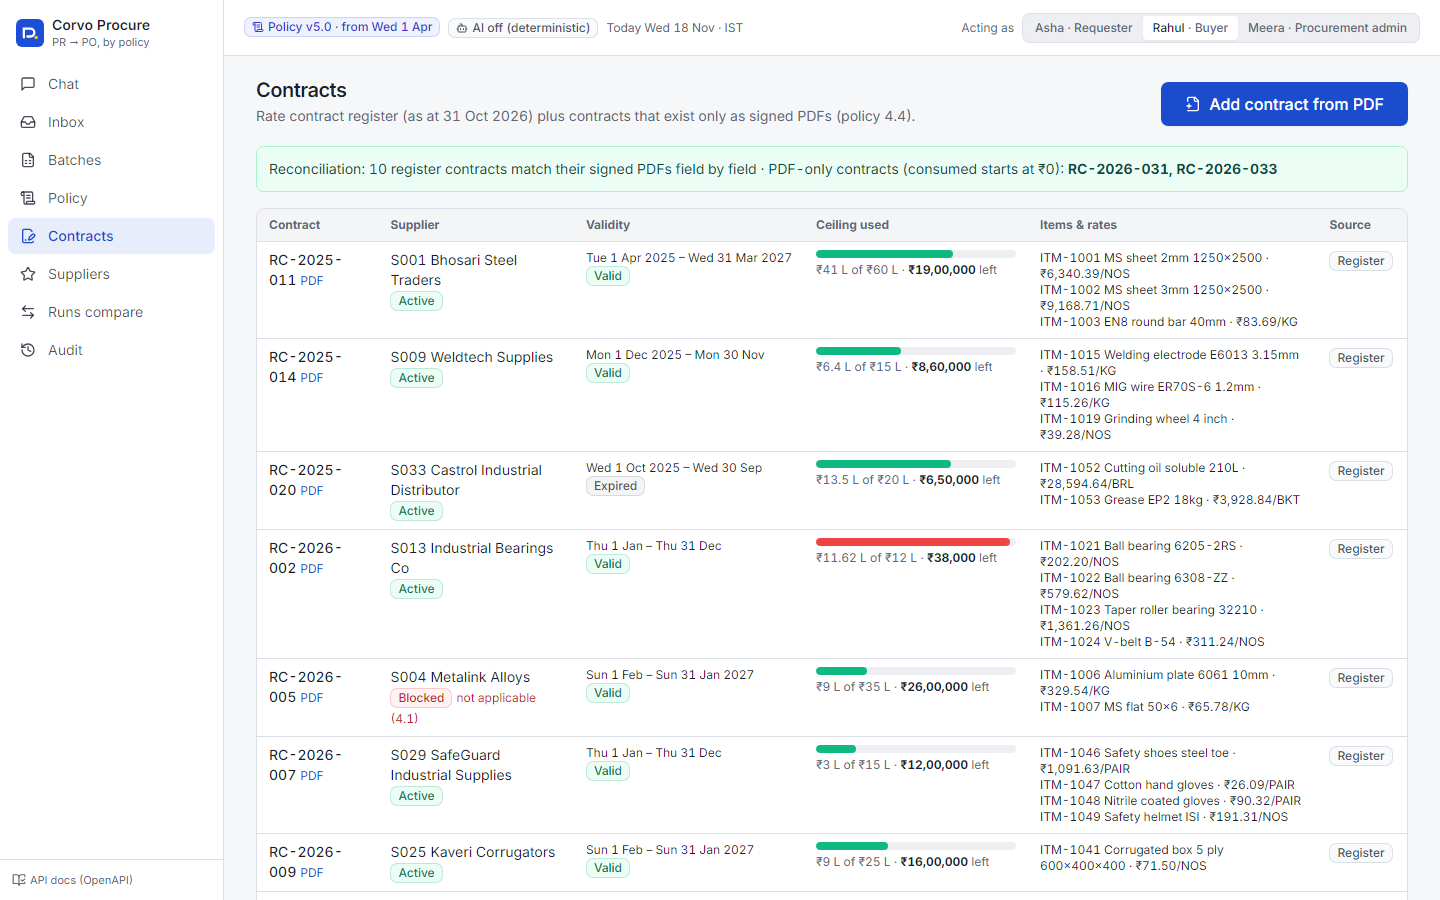 Corvo Procure
PR → PO, by policy
Chat
Inbox
Batches
Policy
Contracts
Suppliers
Runs compare
Audit
API docs (OpenAPI)
Policy v5.0 · from Wed 1 Apr
AI off (deterministic)
Today Wed 18 Nov · IST
Acting as
Asha · Requester
Rahul · Buyer
Meera · Procurement admin
Contracts
Rate contract register (as at 31 Oct 2026) plus contracts that exist only as signed PDFs (policy 4.4).
Add contract from PDF
Reconciliation: 10 register contracts match their signed PDFs field by field · PDF-only contracts (consumed starts at ₹0): RC-2026-031, RC-2026-033
Contract Supplier Validity Ceiling used Items & rates Source
RC-2025-
011 PDF
S001 Bhosari Steel
Traders
Active
Tue 1 Apr 2025 – Wed 31 Mar 2027
Valid
₹41 L of ₹60 L · ₹19,00,000 left
ITM-1001 MS sheet 2mm 1250×2500 ·
₹6,340.39/NOS
ITM-1002 MS sheet 3mm 1250×2500 ·
₹9,168.71/NOS
ITM-1003 EN8 round bar 40mm · ₹83.69/KG
Register
RC-2025-
014 PDF
S009 Weldtech Supplies
Active
Mon 1 Dec 2025 – Mon 30 Nov
Valid
₹6.4 L of ₹15 L · ₹8,60,000 left
ITM-1015 Welding electrode E6013 3.15mm
· ₹158.51/KG
ITM-1016 MIG wire ER70S-6 1.2mm ·
₹115.26/KG
ITM-1019 Grinding wheel 4 inch ·
₹39.28/NOS
Register
RC-2025-
020 PDF
S033 Castrol Industrial
Distributor
Active
Wed 1 Oct 2025 – Wed 30 Sep
Expired
₹13.5 L of ₹20 L · ₹6,50,000 left
ITM-1052 Cutting oil soluble 210L ·
₹28,594.64/BRL
ITM-1053 Grease EP2 18kg · ₹3,928.84/BKT
Register
RC-2026-
002 PDF
S013 Industrial Bearings
Co
Active
Thu 1 Jan – Thu 31 Dec
Valid
₹11.62 L of ₹12 L · ₹38,000 left
ITM-1021 Ball bearing 6205-2RS ·
₹202.20/NOS
ITM-1022 Ball bearing 6308-ZZ ·
₹579.62/NOS
ITM-1023 Taper roller bearing 32210 ·
₹1,361.26/NOS
ITM-1024 V-belt B-54 · ₹311.24/NOS
Register
RC-2026-
005 PDF
S004 Metalink Alloys
Blocked not applicable
(4.1)
Sun 1 Feb – Sun 31 Jan 2027
Valid
₹9 L of ₹35 L · ₹26,00,000 left
ITM-1006 Aluminium plate 6061 10mm ·
₹329.54/KG
ITM-1007 MS flat 50×6 · ₹65.78/KG
Register
RC-2026-
007 PDF
S029 SafeGuard
Industrial Supplies
Active
Thu 1 Jan – Thu 31 Dec
Valid
₹3 L of ₹15 L · ₹12,00,000 left
ITM-1046 Safety shoes steel toe ·
₹1,091.63/PAIR
ITM-1047 Cotton hand gloves · ₹26.09/PAIR
ITM-1048 Nitrile coated gloves · ₹90.32/PAIR
ITM-1049 Safety helmet ISI · ₹191.31/NOS
Register
RC-2026-
009 PDF
S025 Kaveri Corrugators
Active
Sun 1 Feb – Sun 31 Jan 2027
Valid
₹9 L of ₹25 L · ₹16,00,000 left
ITM-1041 Corrugated box 5 ply
600×400×400 · ₹71.50/NOS
Register